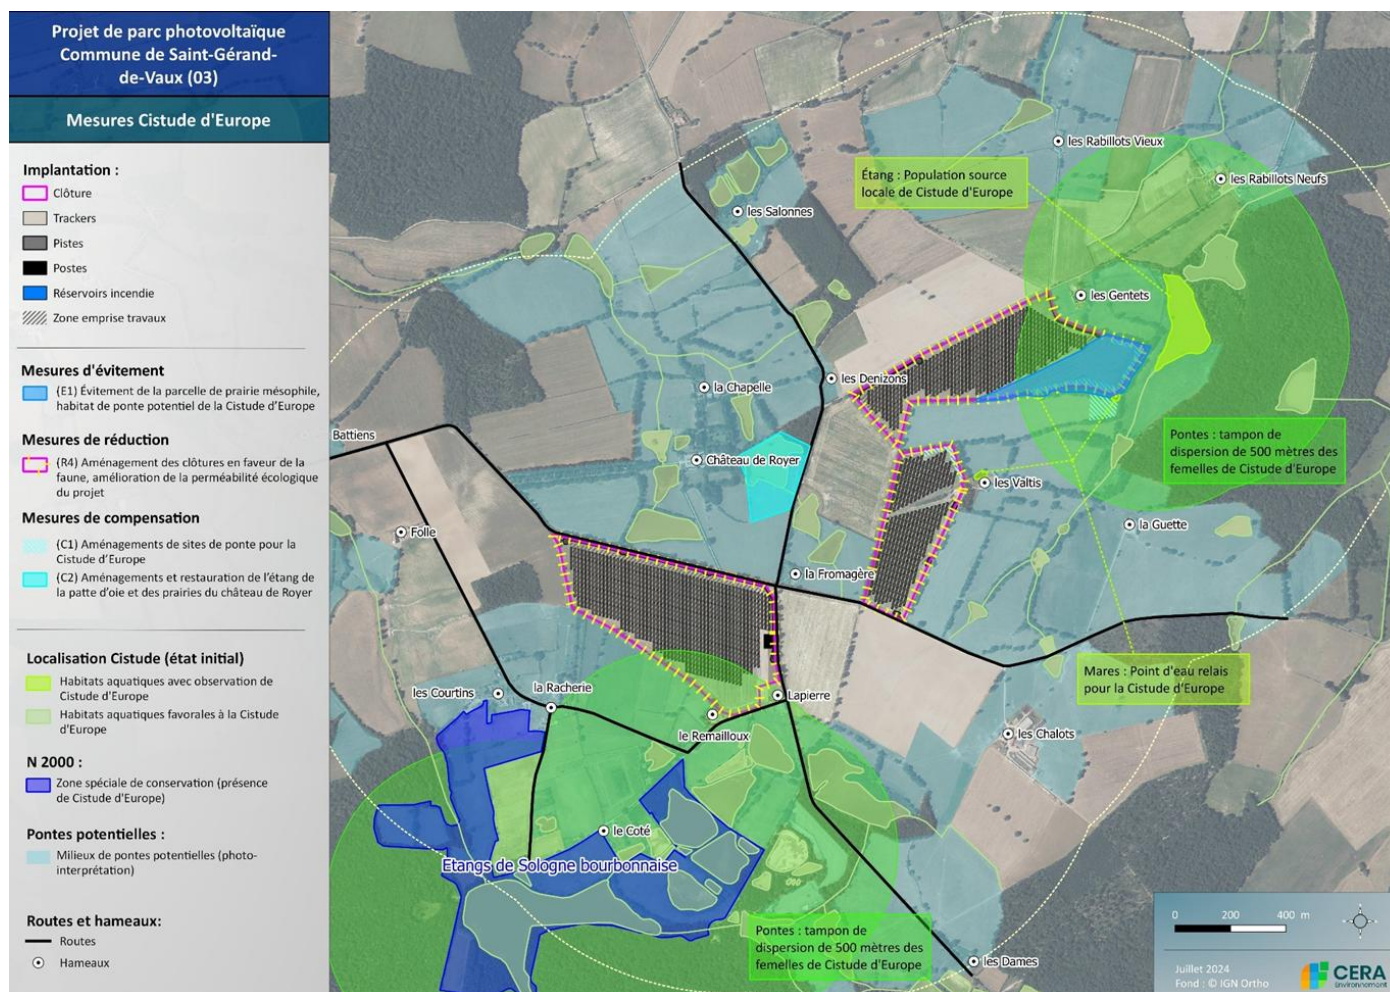 Projet de parc photovoltaïque
Commune de Saint-Gérand-
de-Vaux (03)
Mesures Cistude d'Europe
Implantation :
Clôture
Trackers
Pistes
Postes
Réservoirs incendie
Zone emprise travaux
Mesures d'évitement
(E1) Évitement de la parcelle de prairie mésophile,
habitat de ponte potentiel de la Cistude d'Europe
Mesures de réduction
(R4) Aménagement des clôtures en faveur de la
faune, amélioration de la perméabilité écologique
du projet
Mesures de compensation
(C1) Aménagements de sites de ponte pour la
Cistude d'Europe
(C2) Aménagements et restauration de l'étang de
la patte d'oie et des prairies du château de Royer
Localisation Cistude (état initial)
Habitats aquatiques avec observation de
Cistude d'Europe
Habitats aquatiques favorales à la Cistude
d'Europe
N 2000 :
Zone spéciale de conservation (présence
de Cistude d'Europe)
Pontes potentielles :
Milieux de pontes potentielles (photo-
interprétation)
Routes et hameaux:
Routes
Hameaux
les Rabillots Vieux
Étang : Population source
locale de Cistude d'Europe
les Rabillots Neufs
les Salonnes
les Gentets
la Chapelle
les Denizons
Battiens
Château de Royer
Pontes : tampon de
dispersion de 500 mètres des
femelles de Cistude d'Europe
les Valtis
la Guette
Folle
la Fromagère
Mares : Point d'eau relais
pour la Cistude d'Europe
les Courtins
la Racherie
Lapierre
le Remailloux
les Chalots
le Coté
Etangs de Sologne bourbonnaise
Pontes : tampon de
dispersion de 500 mètres des
femelles de Cistude d'Europe
les Dames
0 200 400 m
Juillet 2024
Fond : © IGN Ortho
CERA
Environnement